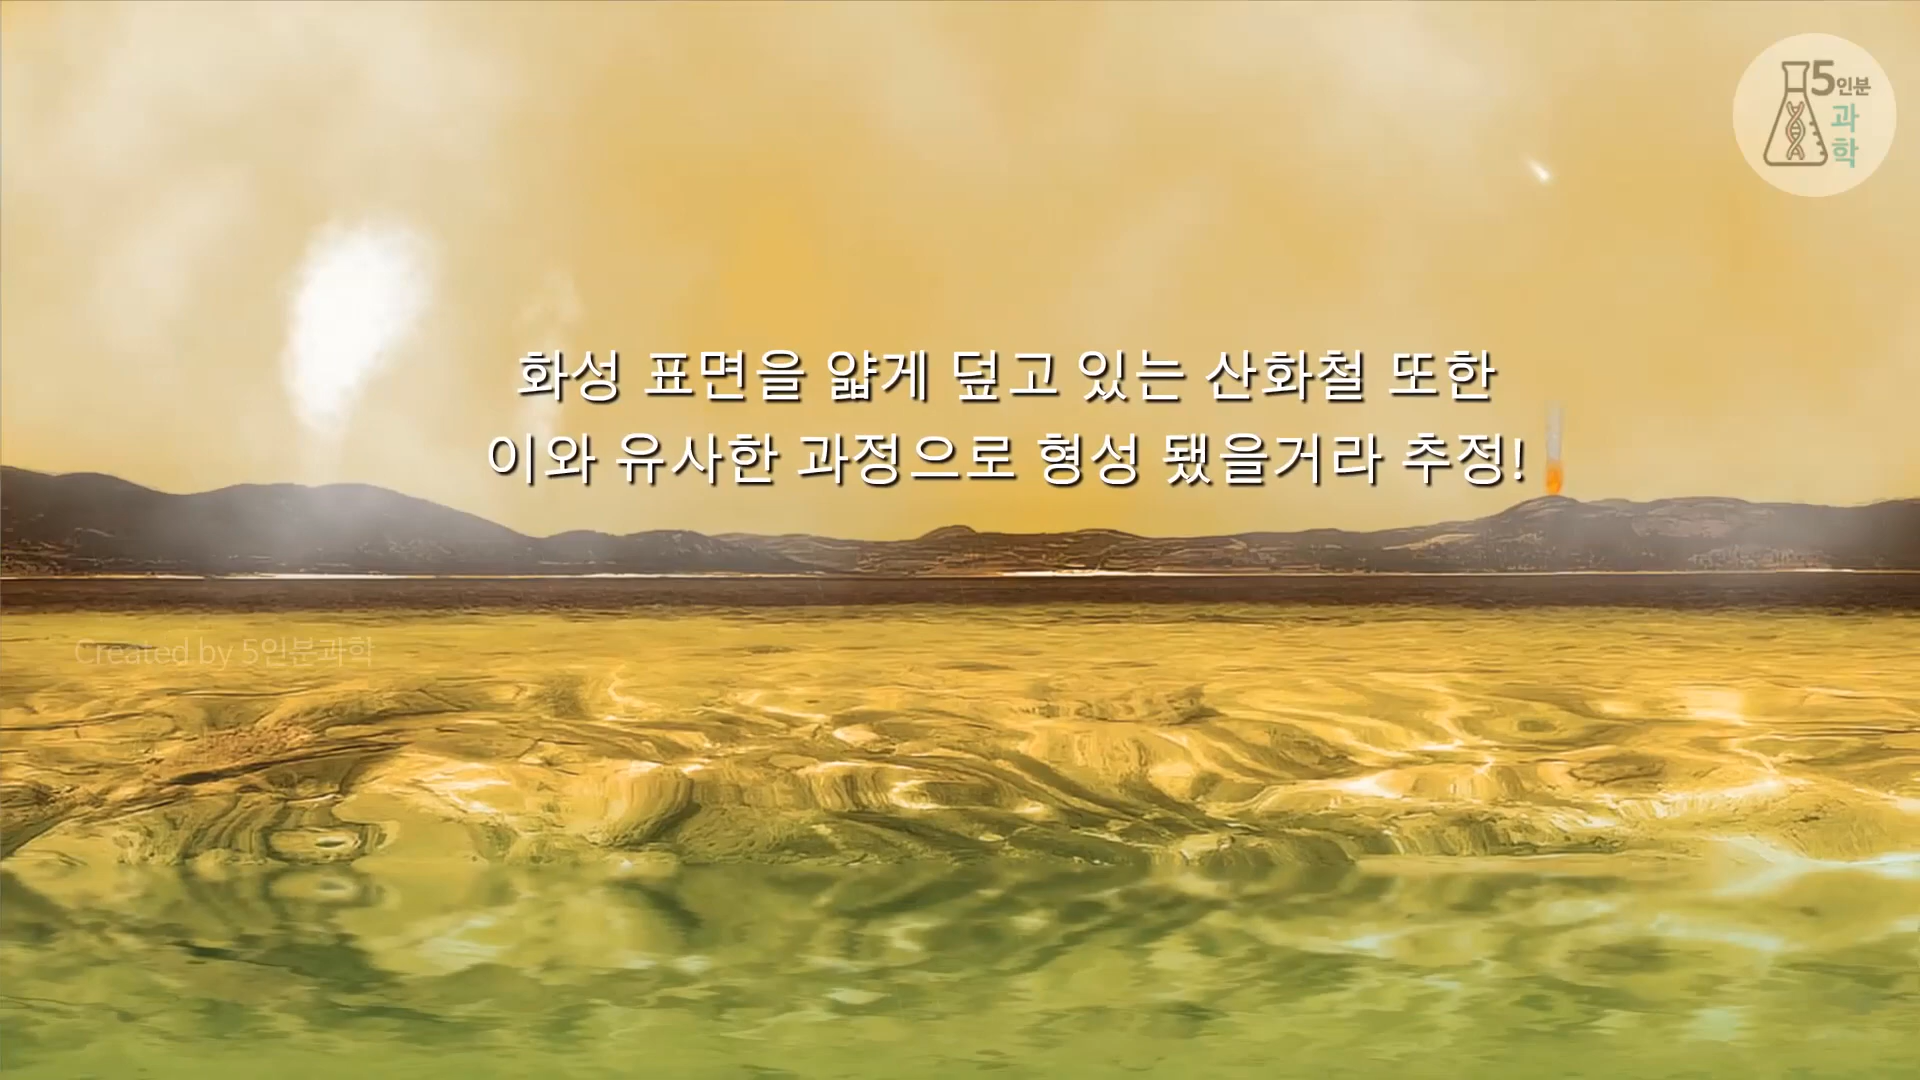 5인분
과
학
화성 표면을 얇게 덮고 있는 산화철 또한
이와 유사한 과정으로 형성 됐을거라 추정!
Created by 5인분과학